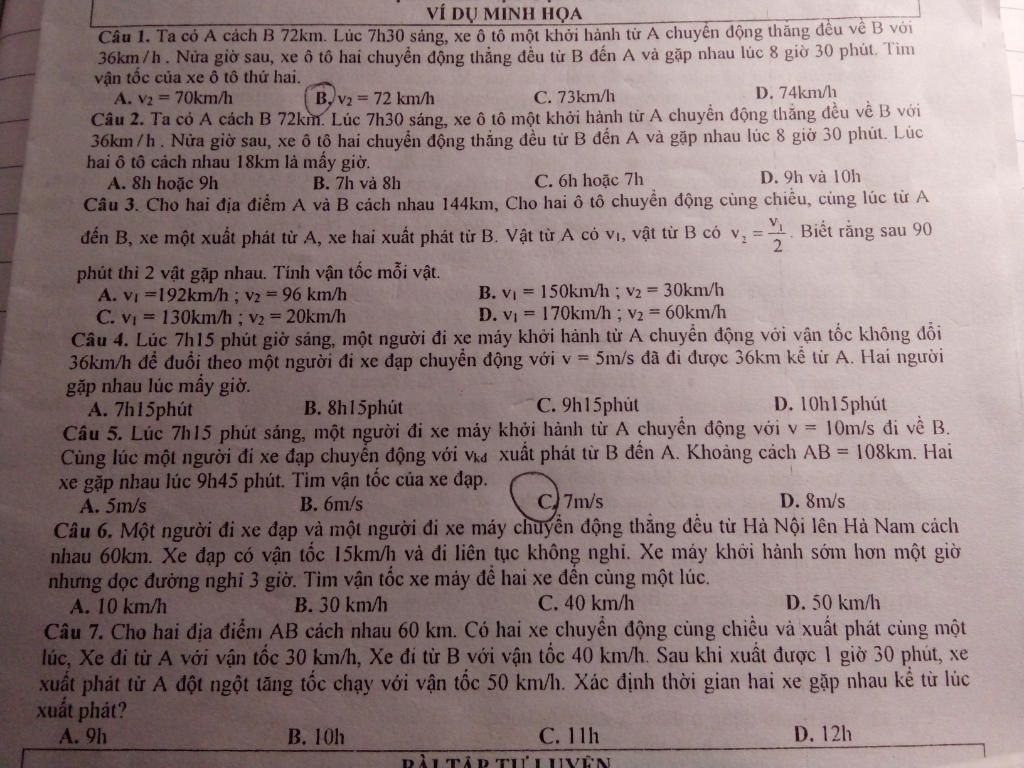 VÍ DỤ MINH HỌA
Câu 1. Ta có A cách B 72km. Lúc 7h30 sáng, xe ô tô một khởi hành từ A chuyển động thẳng đều về B với
36km/h . Nửa giờ sau, xe ô tô hai chuyển động thẳng đều từ B đến A và gặp nhau lúc 8 giờ 30 phút. Tìm
vận tốc của xe ô tô thứ hai.
A. v₂ = 70km/h B. v₂ = 72 km/h C. 73km/h D. 74km/h
Câu 2. Ta có A cách B 72km. Lúc 7h30 sáng, xe ô tô một khởi hành từ A chuyển động thẳng đều về B với
36km/h . Nửa giờ sau, xe ô tô hai chuyển động thẳng đều từ B đến A và gặp nhau lúc 8 giờ 30 phút. Lúc
hai ô tô cách nhau 18km là mấy giờ.
A. 8h hoặc 9h B. 7h và 8h C. 6h hoặc 7h D. 9h và 10h
Câu 3. Cho hai địa điểm A và B cách nhau 144km, Cho hai ô tô chuyển động cùng chiều, cùng lúc từ A
đến B, xe một xuất phát từ A, xe hai xuất phát từ B. Vật từ A có v₁, vật từ B có v₂ = v₁/2 . Biết rằng sau 90
phút thì 2 vật gặp nhau. Tính vận tốc mỗi vật.
A. v₁ =192km/h ; v₂ = 96 km/h B. v₁ = 150km/h ; v₂ = 30km/h
C. v₁ = 130km/h ; v₂ = 20km/h D. v₁ = 170km/h ; v₂ = 60km/h
Câu 4. Lúc 7h15 phút giờ sáng, một người đi xe máy khởi hành từ A chuyển động với vận tốc không đổi
36km/h để đuổi theo một người đi xe đạp chuyển động với v = 5m/s đã đi được 36km kể từ A. Hai người
gặp nhau lúc mấy giờ.
A. 7h15phút B. 8h15phút C. 9h15phút D. 10h15phút
Câu 5. Lúc 7h15 phút sáng, một người đi xe máy khởi hành từ A chuyển động với v = 10m/s đi về B.
Cùng lúc một người đi xe đạp chuyển động với vₖđ xuất phát từ B đến A. Khoảng cách AB = 108km. Hai
xe gặp nhau lúc 9h45 phút. Tìm vận tốc của xe đạp.
A. 5m/s B. 6m/s C. 7m/s D. 8m/s
Câu 6. Một người đi xe đạp và một người đi xe máy chuyển động thẳng đều từ Hà Nội lên Hà Nam cách
nhau 60km. Xe đạp có vận tốc 15km/h và đi liên tục không nghỉ. Xe máy khởi hành sớm hơn một giờ
nhưng dọc đường nghỉ 3 giờ. Tìm vận tốc xe máy để hai xe đến cùng một lúc.
A. 10 km/h B. 30 km/h C. 40 km/h D. 50 km/h
Câu 7. Cho hai địa điểm AB cách nhau 60 km. Có hai xe chuyển động cùng chiều và xuất phát cùng một
lúc, Xe đi từ A với vận tốc 30 km/h, Xe đi từ B với vận tốc 40 km/h. Sau khi xuất được 1 giờ 30 phút, xe
xuất phát từ A đột ngột tăng tốc chạy với vận tốc 50 km/h. Xác định thời gian hai xe gặp nhau kể từ lúc
xuất phát?
A. 9h B. 10h C. 11h D. 12h
BÀI TẬP TỰ LUYỆN